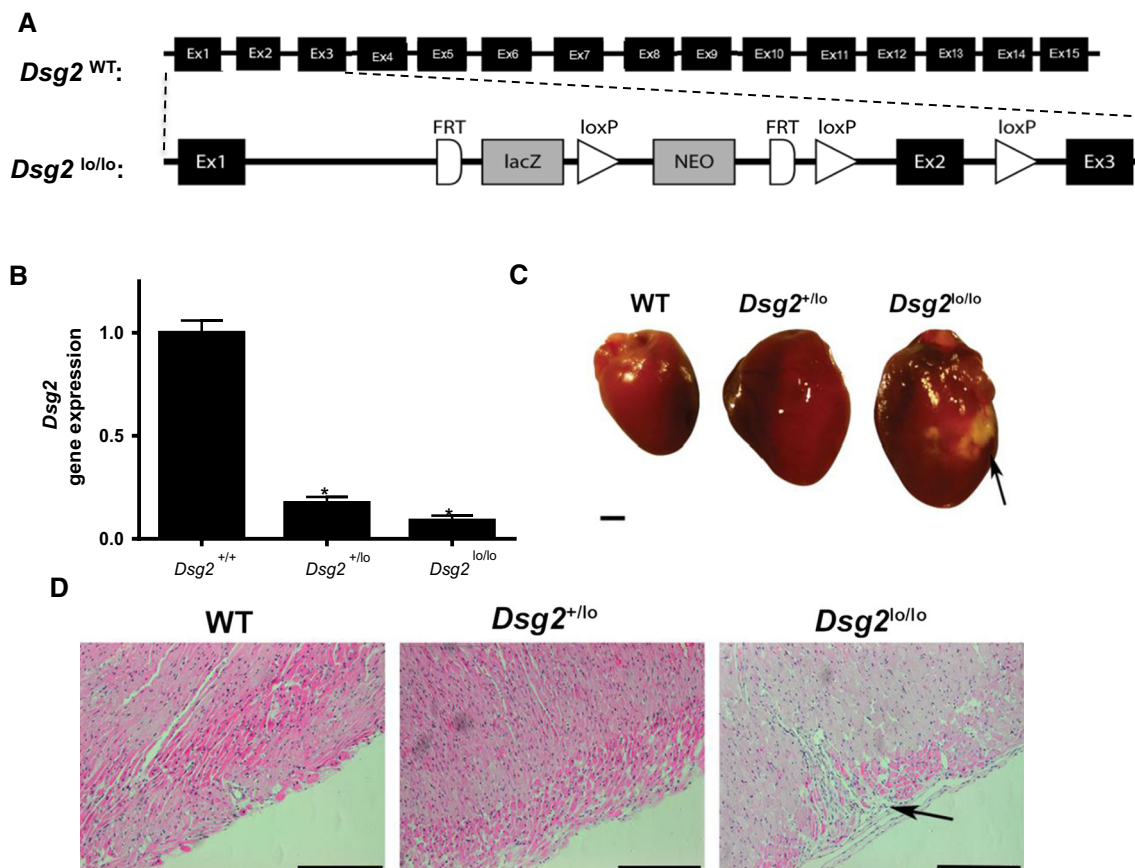 A
Ex1 Ex2 Ex3 Ex4 Ex5 Ex6 Ex7 Ex8 Ex9 Ex10 Ex11 Ex12 Ex13 Ex14 Ex15
Dsg2 WT:
FRT loxP FRT loxP loxP
Dsg2 lo/lo: Ex1 lacZ NEO Ex2 Ex3
B
Dsg2
gene expression
1.0
0.5
0.0
* *
Dsg2 +/+ Dsg2 +/lo Dsg2 lo/lo
C
WT Dsg2+/lo Dsg2lo/lo
D
WT Dsg2+/lo Dsg2lo/lo